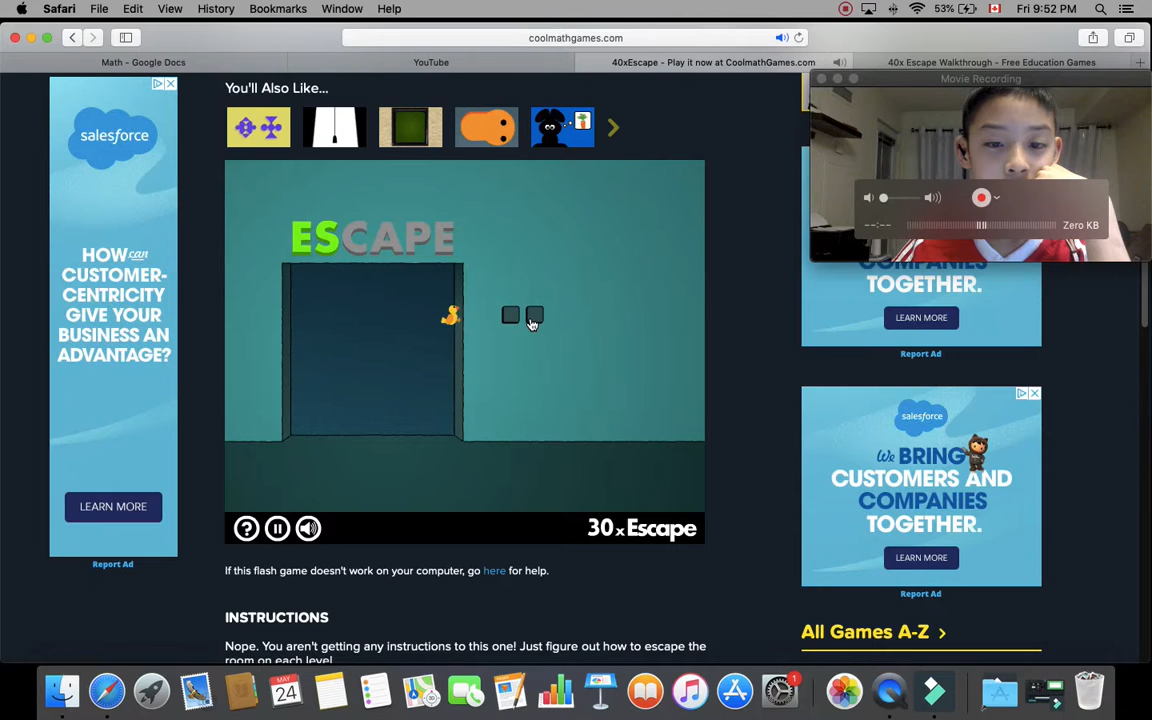 Safari File Edit View History Bookmarks Window Help
53% Fri 9:52 PM
coolmathgames.com
Math - Google Docs
YouTube
40xEscape - Play it now at CoolmathGames.com
40x Escape Walkthrough - Free Education Games
Movie Recording
--:--
Zero KB
You'll Also Like...
salesforce
HOW can
CUSTOMER-
CENTRICITY
GIVE YOUR
BUSINESS AN
ADVANTAGE?
LEARN MORE
Report Ad
ESCAPE
? 30xEscape
If this flash game doesn't work on your computer, go here for help.
INSTRUCTIONS
Nope. You aren't getting any instructions to this one! Just figure out how to escape the
room on each level.
COMPANIES
TOGETHER.
LEARN MORE
Report Ad
salesforce
We BRING
CUSTOMERS AND
COMPANIES
TOGETHER.
LEARN MORE
Report Ad
All Games A-Z >
MAY
24
1